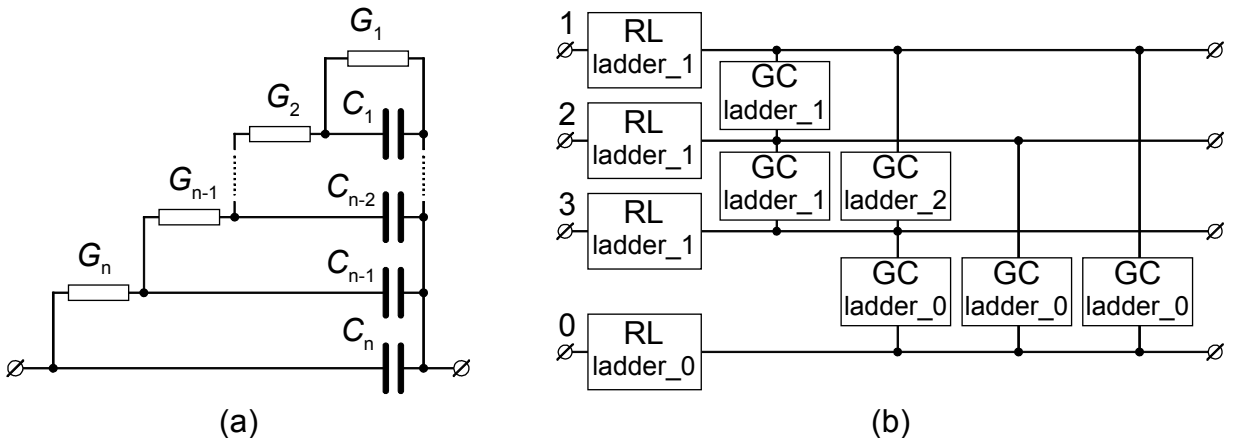 G₁
G₂
C₁
Gₙ₋₁
Cₙ₋₂
Gₙ
Cₙ₋₁
Cₙ
(a)
1
RL
ladder_1
GC
ladder_1
2
RL
ladder_1
GC
ladder_1
GC
ladder_2
3
RL
ladder_1
GC
ladder_0
GC
ladder_0
GC
ladder_0
0
RL
ladder_0
(b)